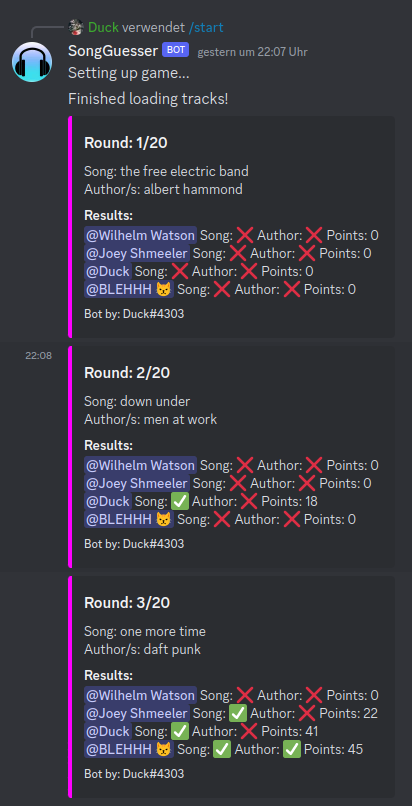 Duck verwendet /start
SongGuesser BOT gestern um 22:07 Uhr
Setting up game...
Finished loading tracks!
Round: 1/20
Song: the free electric band
Author/s: albert hammond
Results:
@Wilhelm Watson Song: ❌ Author: ❌ Points: 0
@Joey Shmeeler Song: ❌ Author: ❌ Points: 0
@Duck Song: ❌ Author: ❌ Points: 0
@BLEHHH 😼 Song: ❌ Author: ❌ Points: 0
Bot by: Duck#4303
22:08
Round: 2/20
Song: down under
Author/s: men at work
Results:
@Wilhelm Watson Song: ❌ Author: ❌ Points: 0
@Joey Shmeeler Song: ❌ Author: ❌ Points: 0
@Duck Song: ✅ Author: ❌ Points: 18
@BLEHHH 😼 Song: ❌ Author: ❌ Points: 0
Bot by: Duck#4303
Round: 3/20
Song: one more time
Author/s: daft punk
Results:
@Wilhelm Watson Song: ❌ Author: ❌ Points: 0
@Joey Shmeeler Song: ✅ Author: ❌ Points: 22
@Duck Song: ✅ Author: ❌ Points: 41
@BLEHHH 😼 Song: ✅ Author: ✅ Points: 45
Bot by: Duck#4303